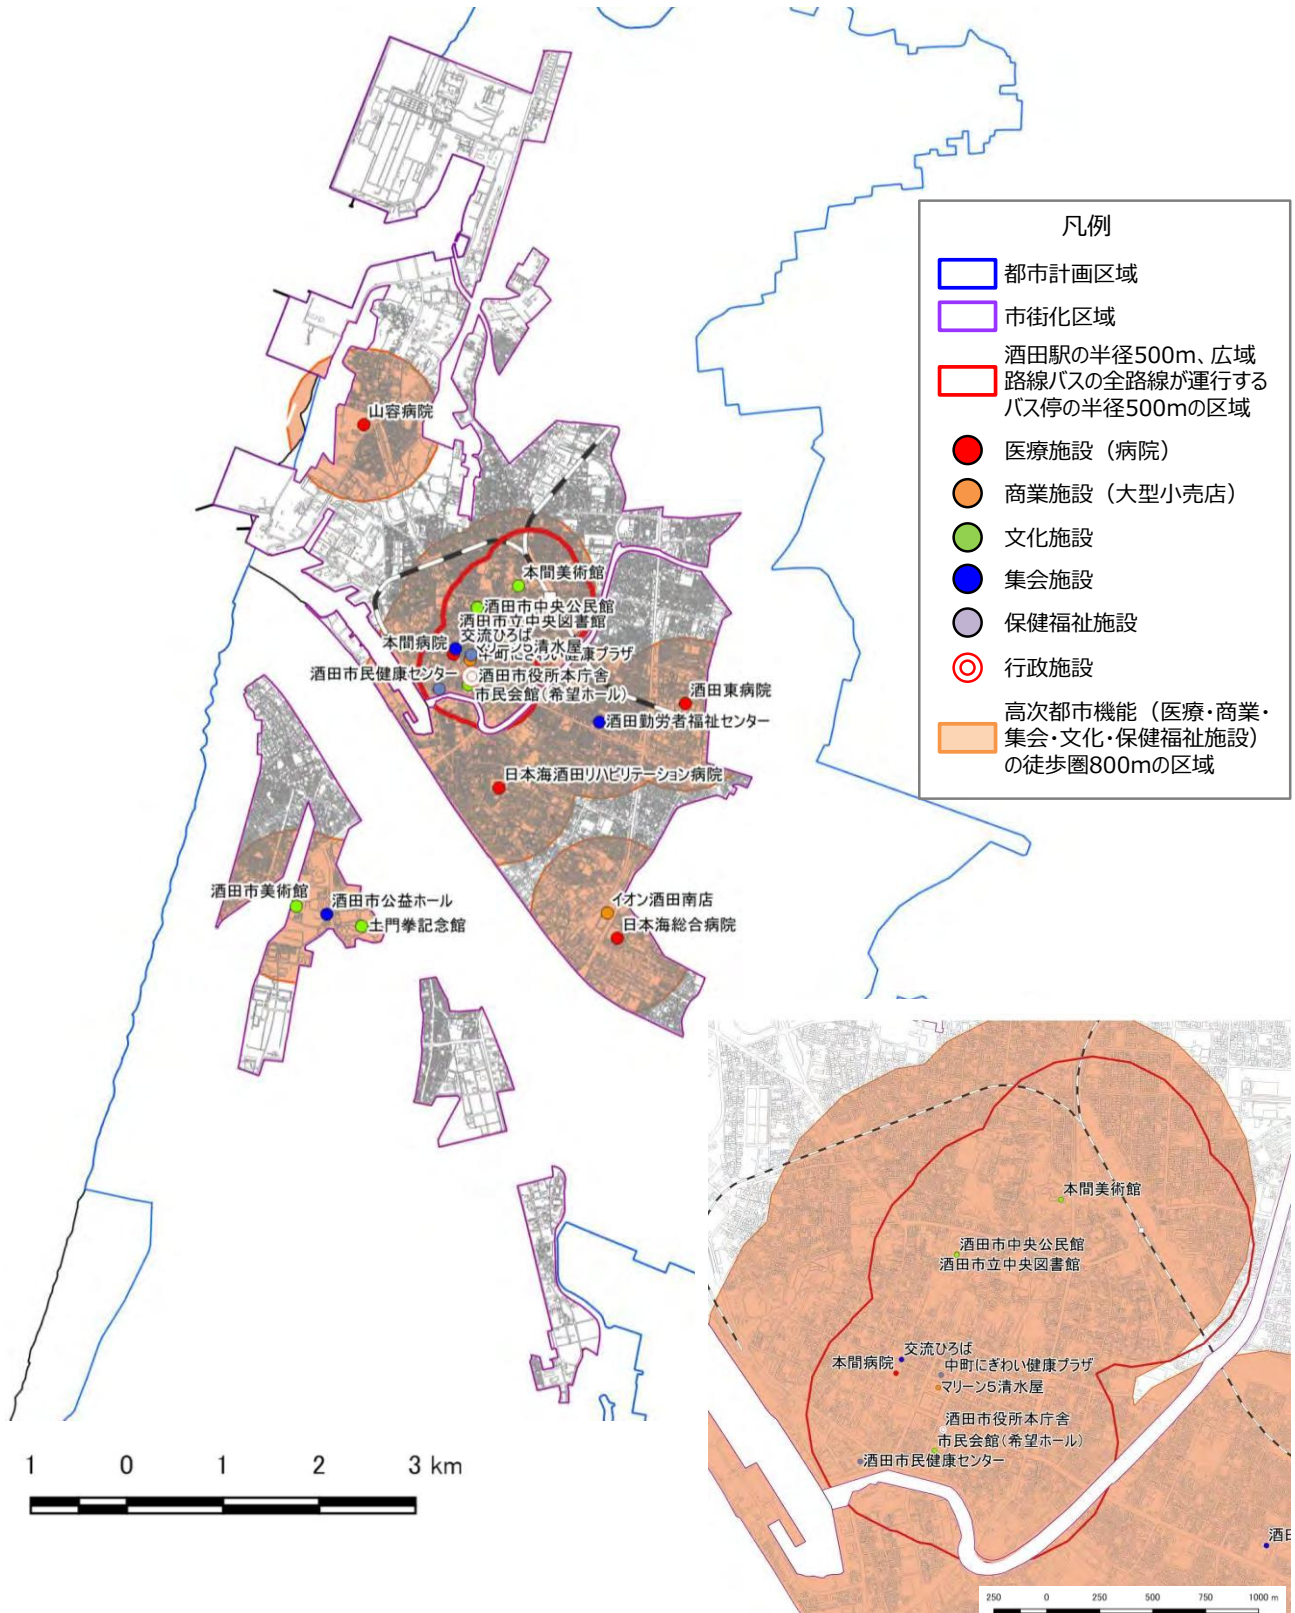 凡例
都市計画区域
市街化区域
酒田駅の半径500m、広域
路線バスの全路線が運行する
バス停の半径500mの区域
医療施設（病院）
商業施設（大型小売店）
文化施設
集会施設
保健福祉施設
行政施設
高次都市機能（医療・商業・
集会・文化・保健福祉施設）
の徒歩圏800mの区域
山容病院
本間美術館
酒田市中央公民館
酒田市立中央図書館
交流ひろば
本間病院
マリーン5清水屋
中町にぎわい健康プラザ
酒田市民健康センター
酒田市役所本庁舎
市民会館(希望ホール)
酒田東病院
酒田勤労者福祉センター
日本海酒田リハビリテーション病院
酒田市美術館
酒田市公益ホール
土門拳記念館
イオン酒田南店
日本海総合病院
1 0 1 2 3 km
本間美術館
酒田市中央公民館
酒田市立中央図書館
交流ひろば
本間病院
中町にぎわい健康プラザ
マリーン5清水屋
酒田市役所本庁舎
市民会館(希望ホール)
酒田市民健康センター
酒田
250 0 250 500 750 1000 m